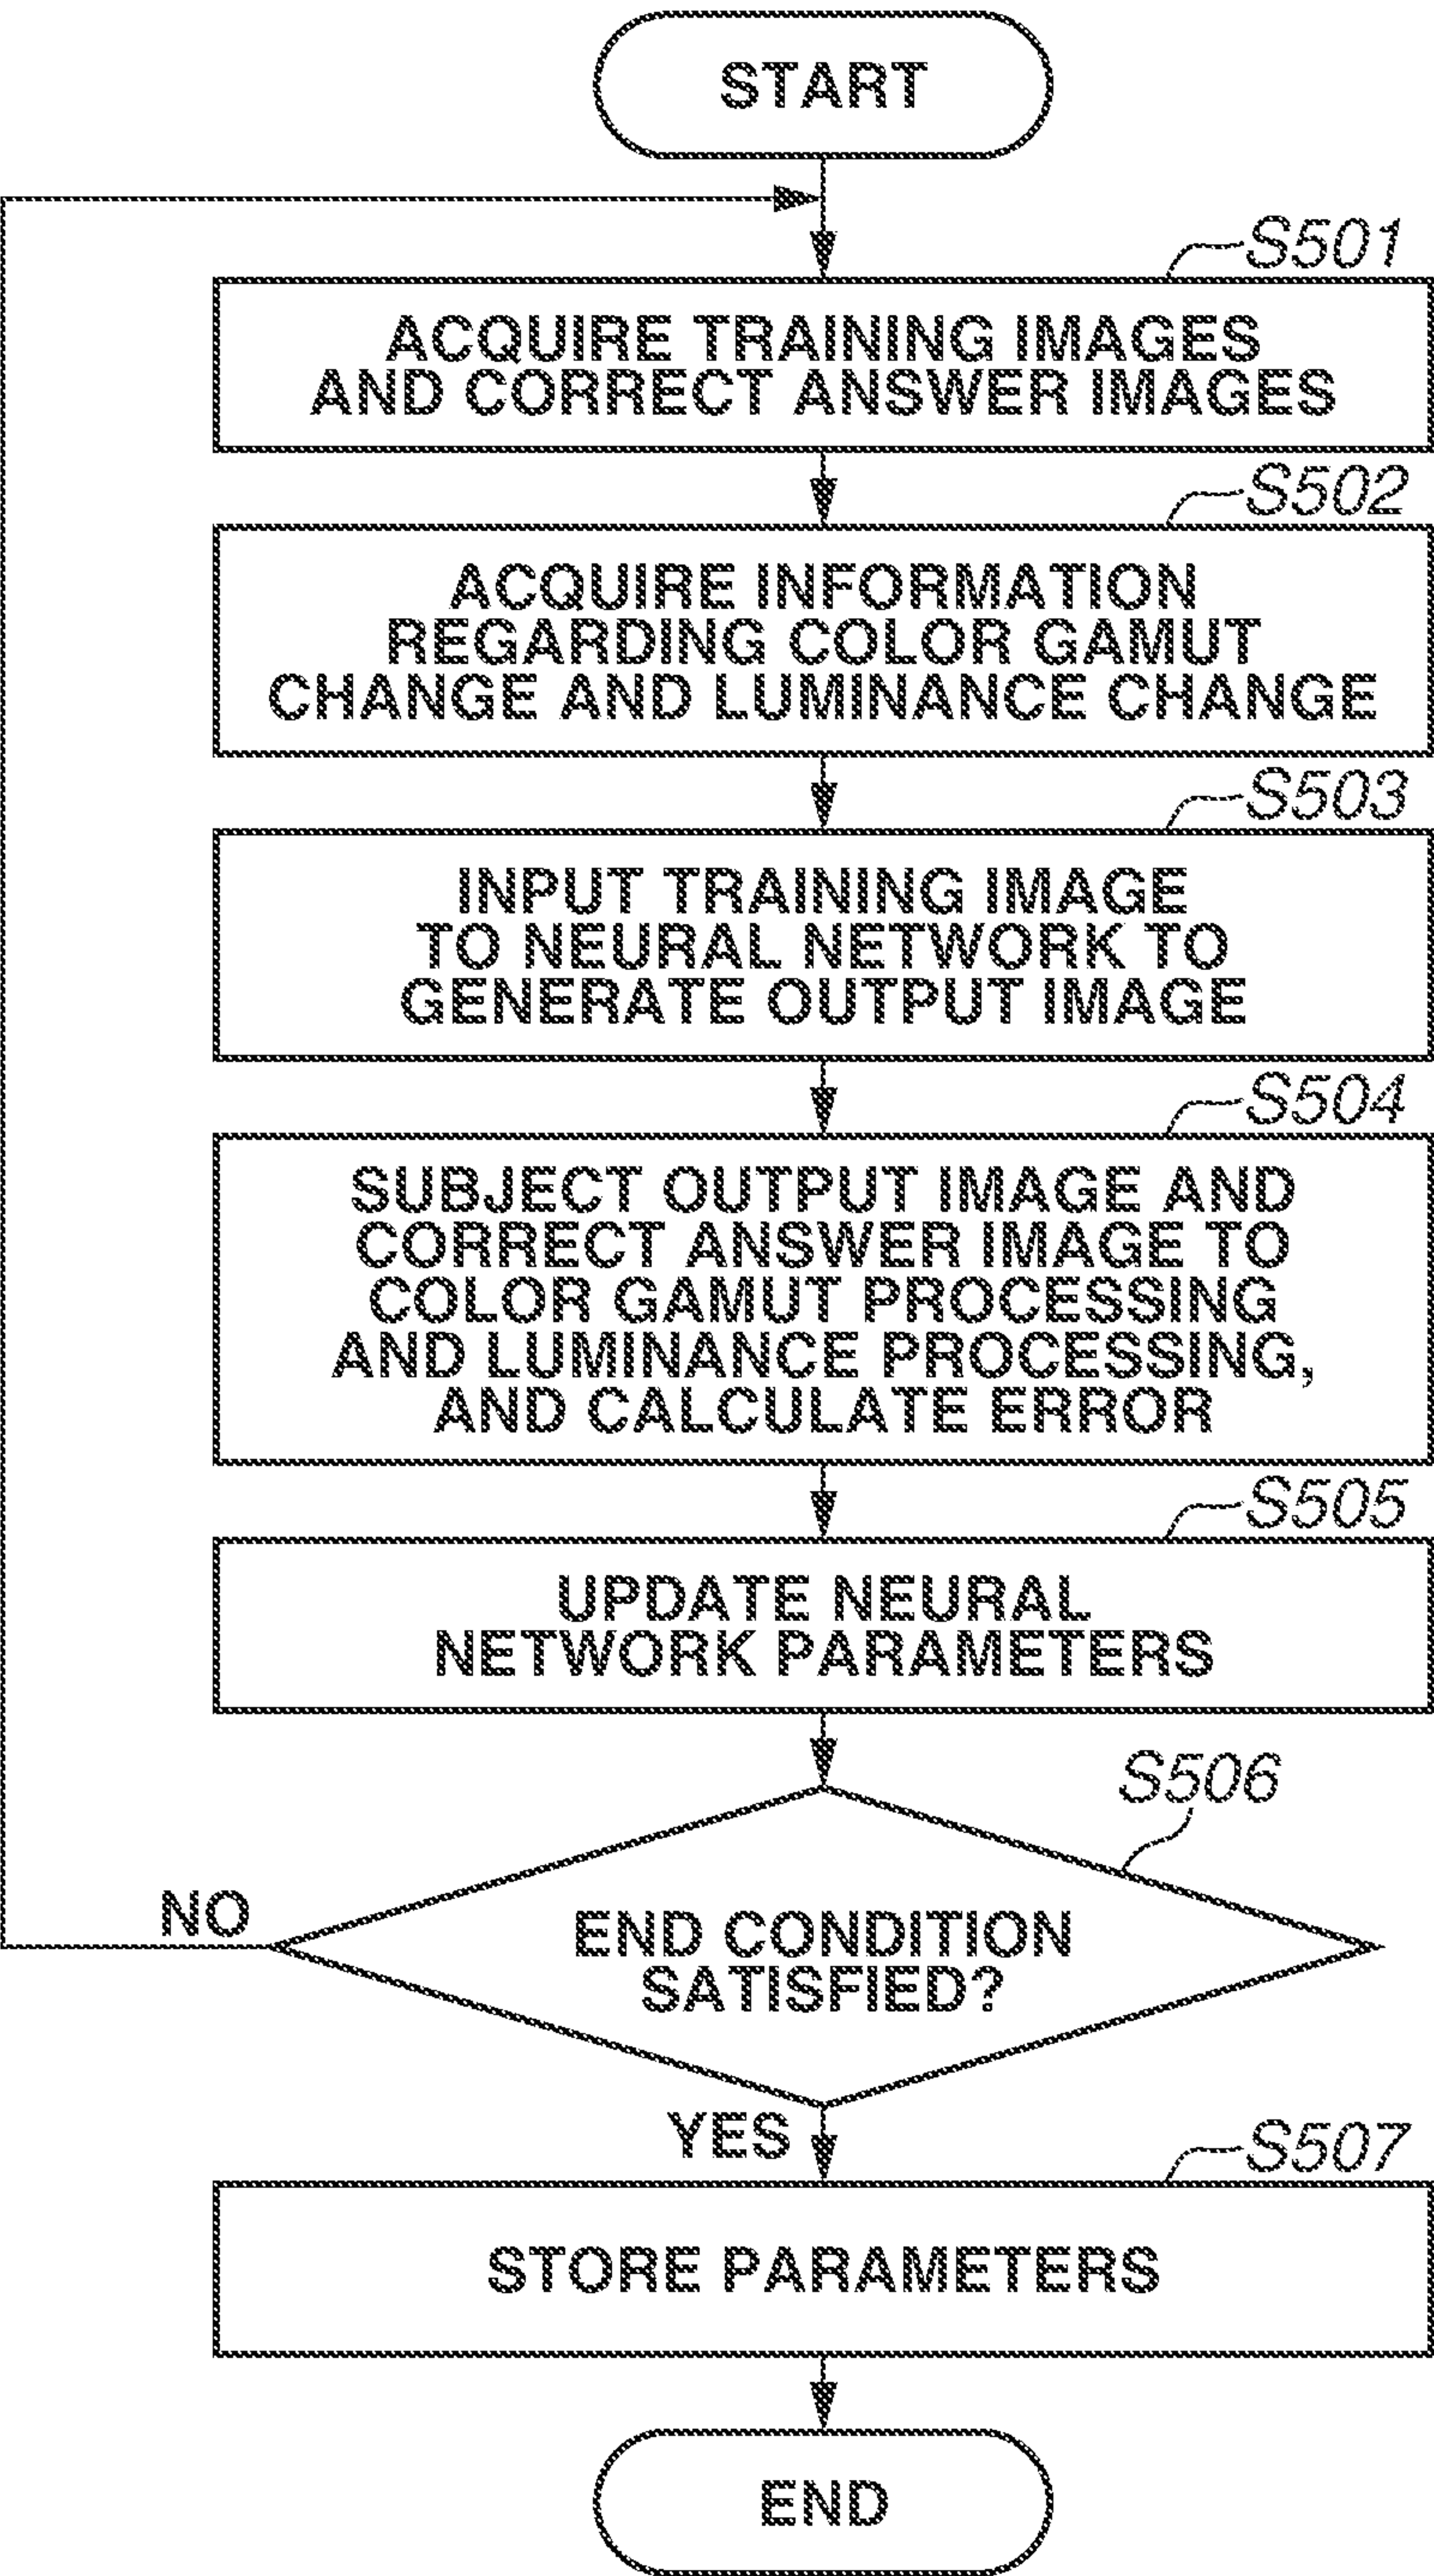 START
S501
ACQUIRE TRAINING IMAGES
AND CORRECT ANSWER IMAGES
S502
ACQUIRE INFORMATION
REGARDING COLOR GAMUT
CHANGE AND LUMINANCE CHANGE
S503
INPUT TRAINING IMAGE
TO NEURAL NETWORK TO
GENERATE OUTPUT IMAGE
S504
SUBJECT OUTPUT IMAGE AND
CORRECT ANSWER IMAGE TO
COLOR GAMUT PROCESSING
AND LUMINANCE PROCESSING,
AND CALCULATE ERROR
S505
UPDATE NEURAL
NETWORK PARAMETERS
S506
NO
END CONDITION
SATISFIED?
YES
S507
STORE PARAMETERS
END